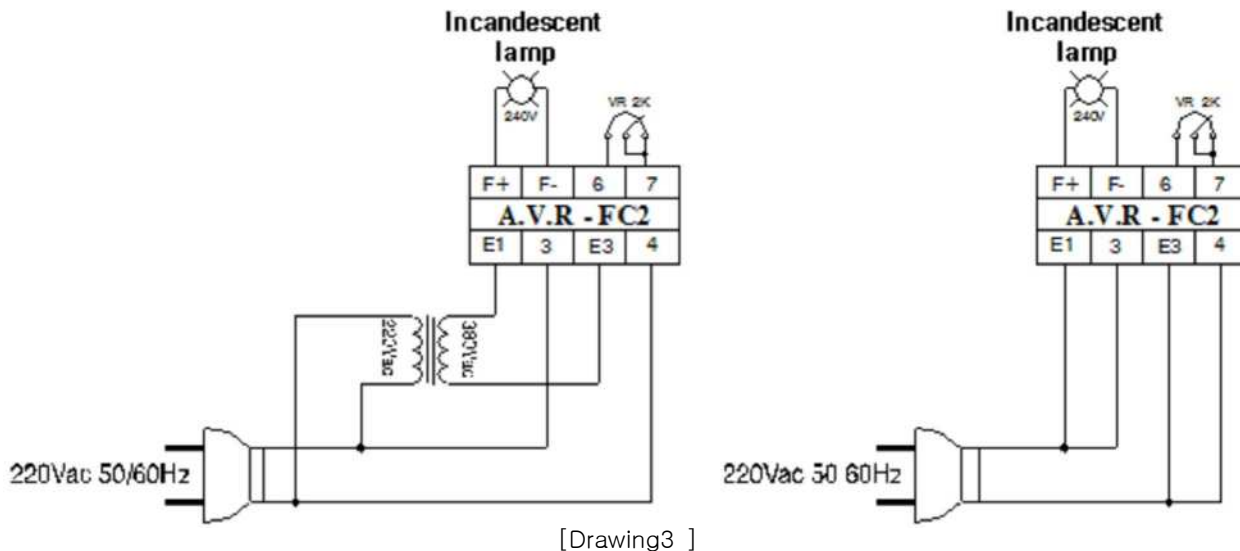 Incandescent
lamp
240V
VR 2K
F+ F- 6 7
A.V.R - FC2
E1 3 E3 4
220Vac
380Vac
220Vac 50/60Hz
Incandescent
lamp
240V
VR 2K
F+ F- 6 7
A.V.R - FC2
E1 3 E3 4
220Vac 50 60Hz
[Drawing3 ]